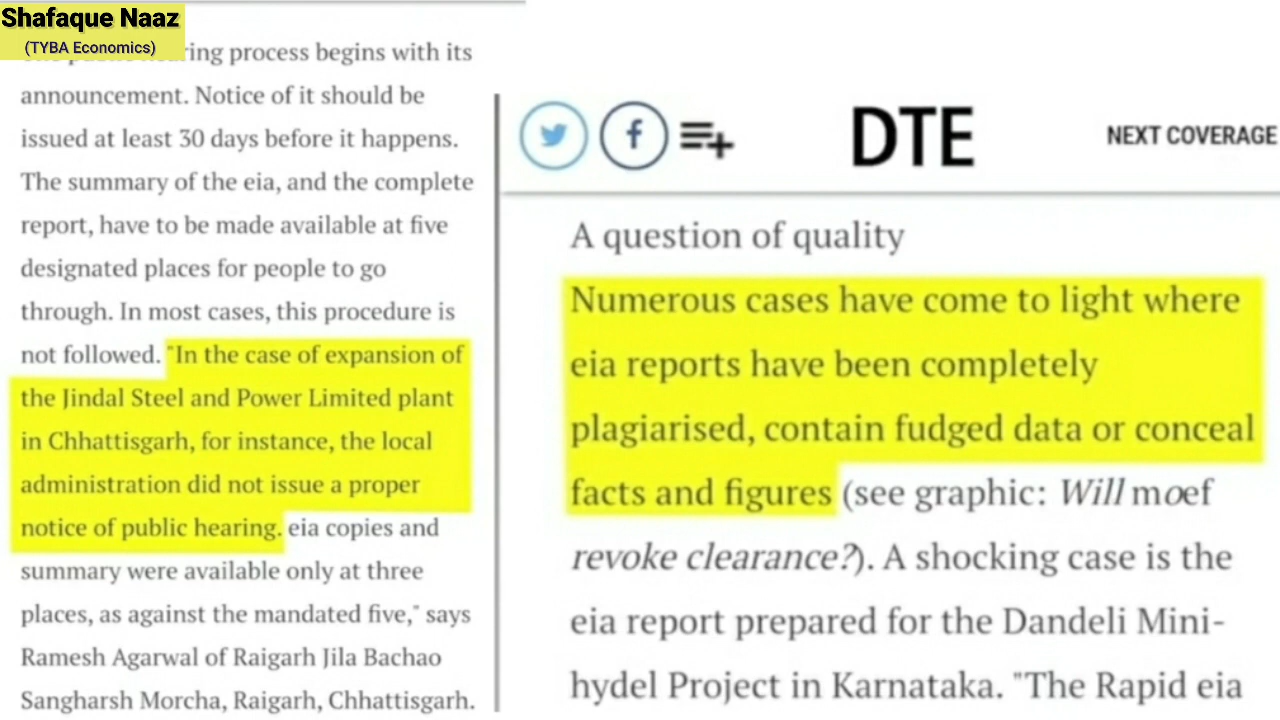 Shafaque Naaz
(TYBA Economics)
ring process begins with its
announcement. Notice of it should be
issued at least 30 days before it happens.
The summary of the eia, and the complete
report, have to be made available at five
designated places for people to go
through. In most cases, this procedure is
not followed. "In the case of expansion of
the Jindal Steel and Power Limited plant
in Chhattisgarh, for instance, the local
administration did not issue a proper
notice of public hearing. eia copies and
summary were available only at three
places, as against the mandated five," says
Ramesh Agarwal of Raigarh Jila Bachao
Sangharsh Morcha, Raigarh, Chhattisgarh.
DTE
NEXT COVERAGE
A question of quality
Numerous cases have come to light where
eia reports have been completely
plagiarised, contain fudged data or conceal
facts and figures (see graphic: Will moef
revoke clearance?). A shocking case is the
eia report prepared for the Dandeli Mini-
hydel Project in Karnataka. "The Rapid eia